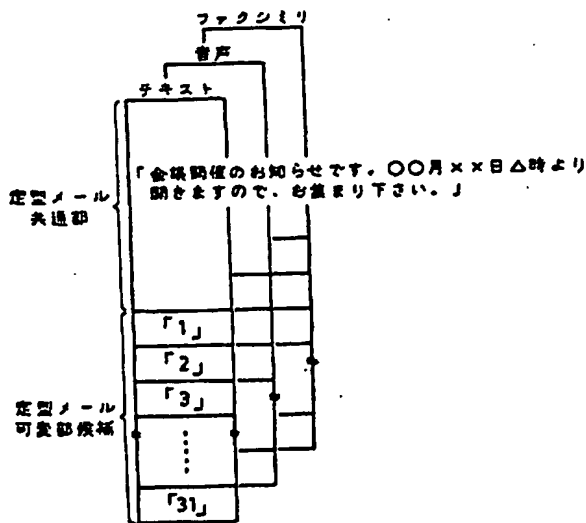 ファクシミリ
音声
テキスト
「会議開催のお知らせです。○○月××日△時より
開きますので、お集まり下さい。」
定型メール
共通部
「1」
「2」
「3」
定型メール
可変部候補
「31」